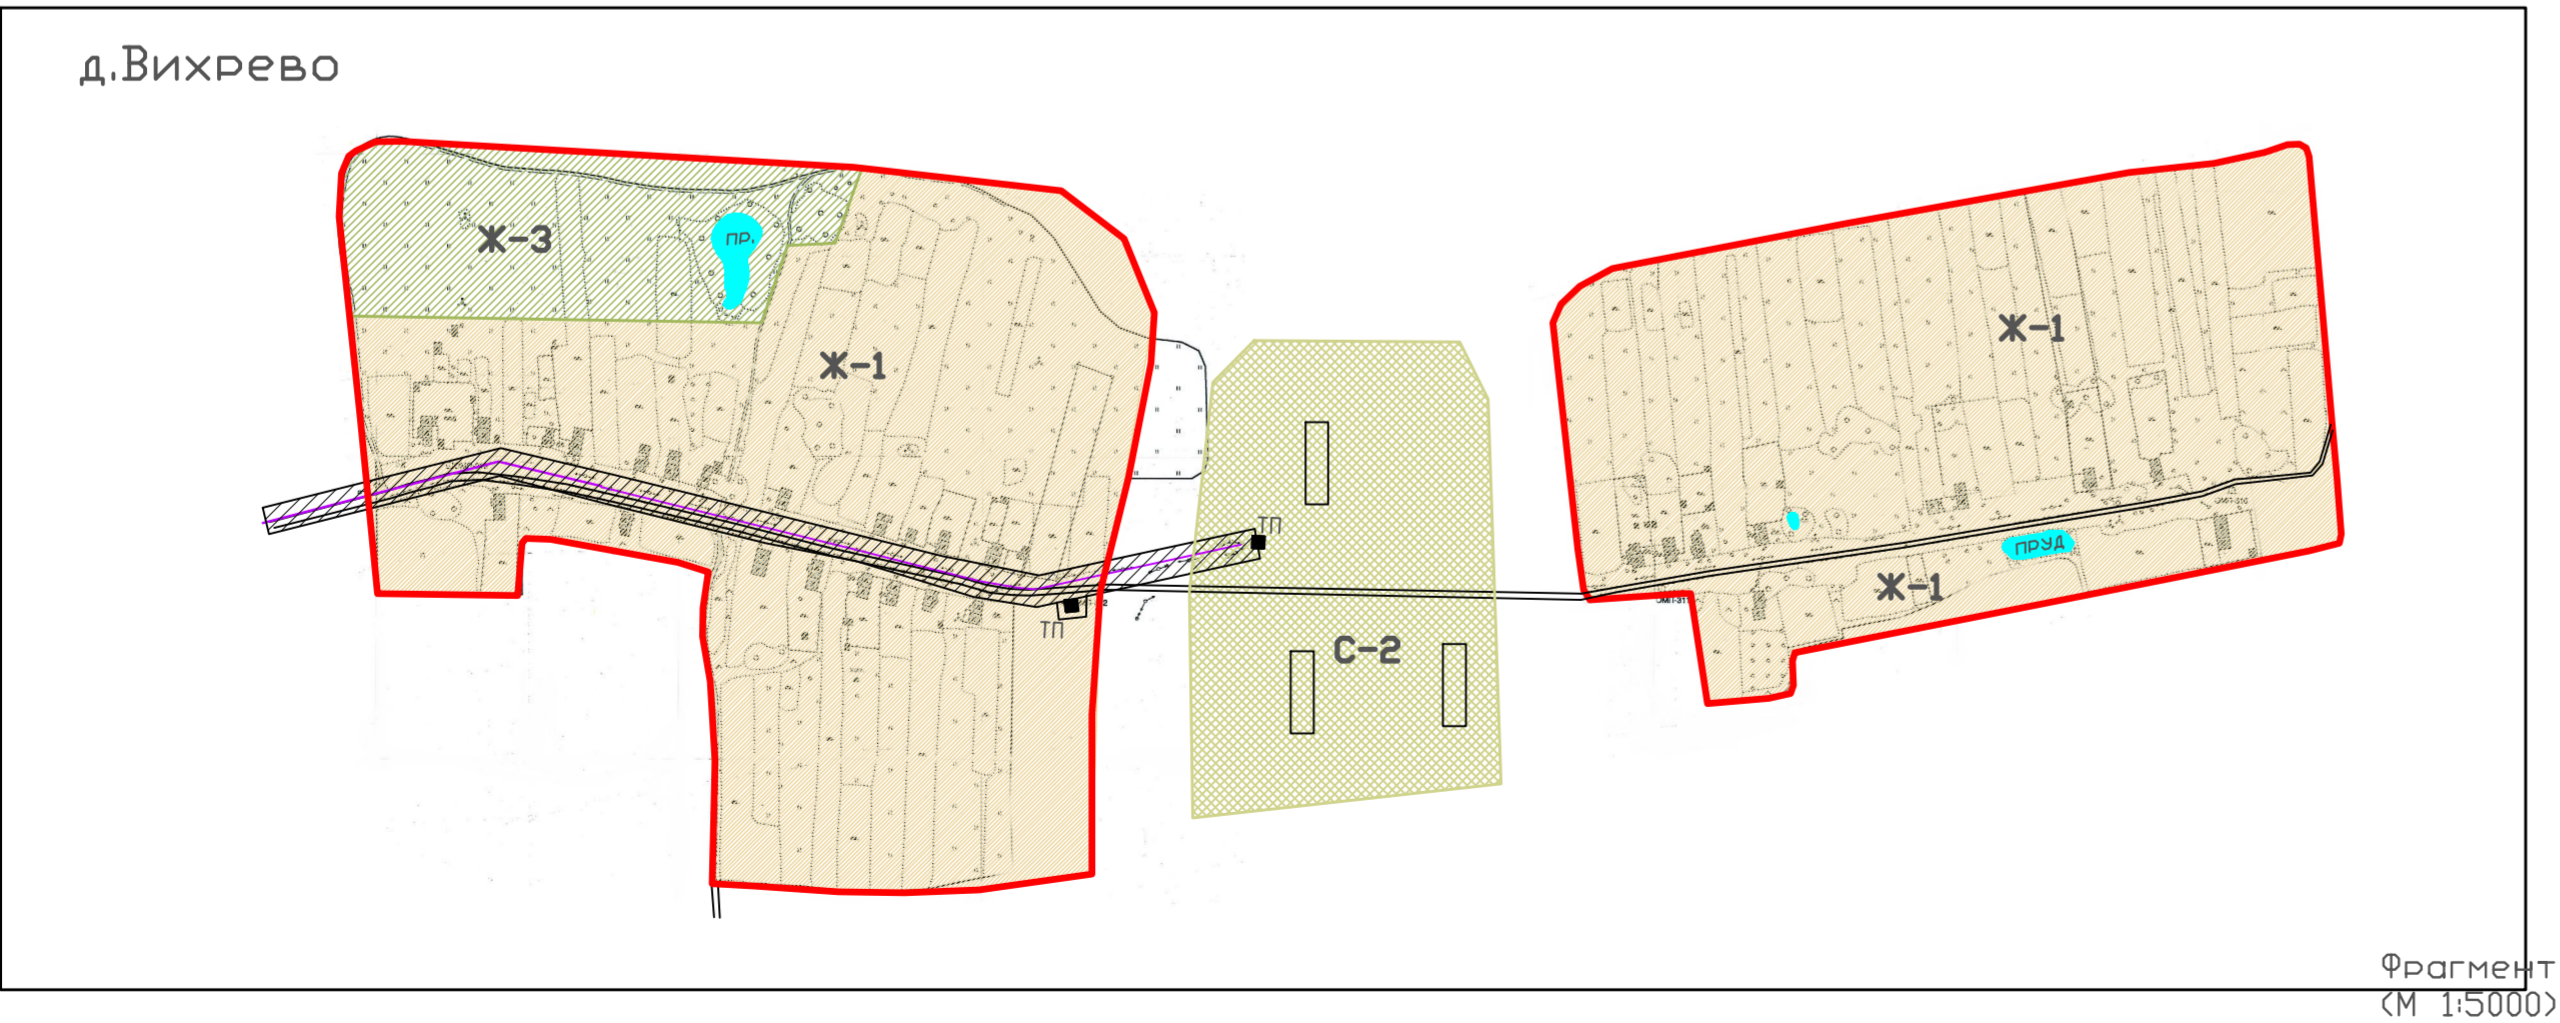 д.Вихрево
Ж-3
ПР.
Ж-1
Ж-1
ТП
ПРУД
Ж-1
ТП
С-2
Фрагмент
(М 1:5000)